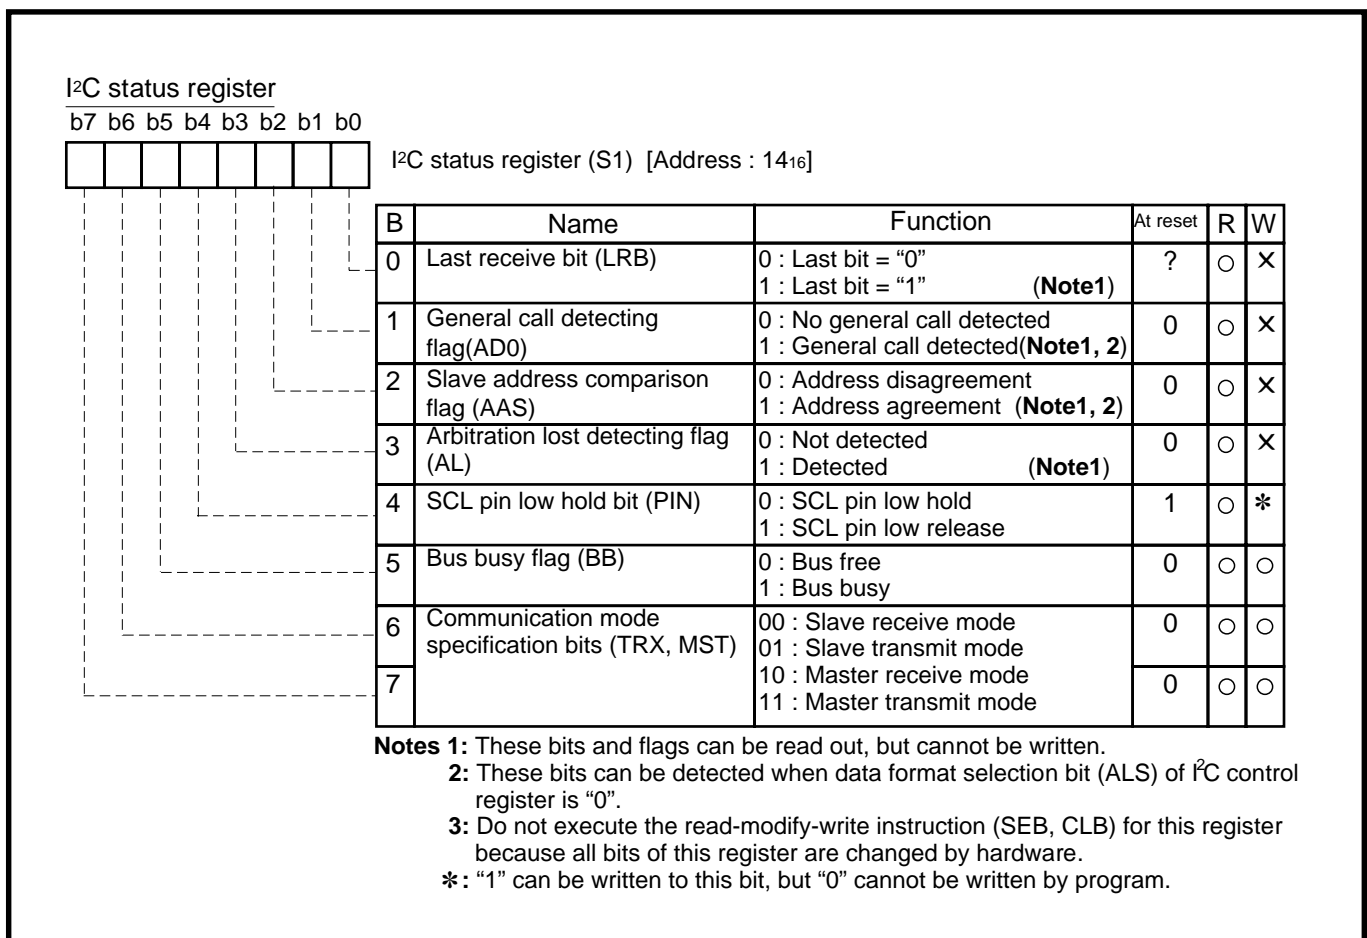 I²C status register
b7 b6 b5 b4 b3 b2 b1 b0
I²C status register (S1) [Address : 14₁₆]
B Name Function At reset R W
0 Last receive bit (LRB) 0 : Last bit = “0” ? ○ ×
1 : Last bit = “1” (Note1)
1 General call detecting 0 : No general call detected 0 ○ ×
flag(AD0) 1 : General call detected(Note1, 2)
2 Slave address comparison 0 : Address disagreement 0 ○ ×
flag (AAS) 1 : Address agreement (Note1, 2)
3 Arbitration lost detecting flag 0 : Not detected 0 ○ ×
(AL) 1 : Detected (Note1)
4 SCL pin low hold bit (PIN) 0 : SCL pin low hold 1 ○ ✻
1 : SCL pin low release
5 Bus busy flag (BB) 0 : Bus free 0 ○ ○
1 : Bus busy
6 Communication mode 00 : Slave receive mode 0 ○ ○
specification bits (TRX, MST) 01 : Slave transmit mode
7 10 : Master receive mode 0 ○ ○
11 : Master transmit mode
Notes 1: These bits and flags can be read out, but cannot be written.
2: These bits can be detected when data format selection bit (ALS) of I²C control
register is “0”.
3: Do not execute the read-modify-write instruction (SEB, CLB) for this register
because all bits of this register are changed by hardware.
✻: “1” can be written to this bit, but “0” cannot be written by program.